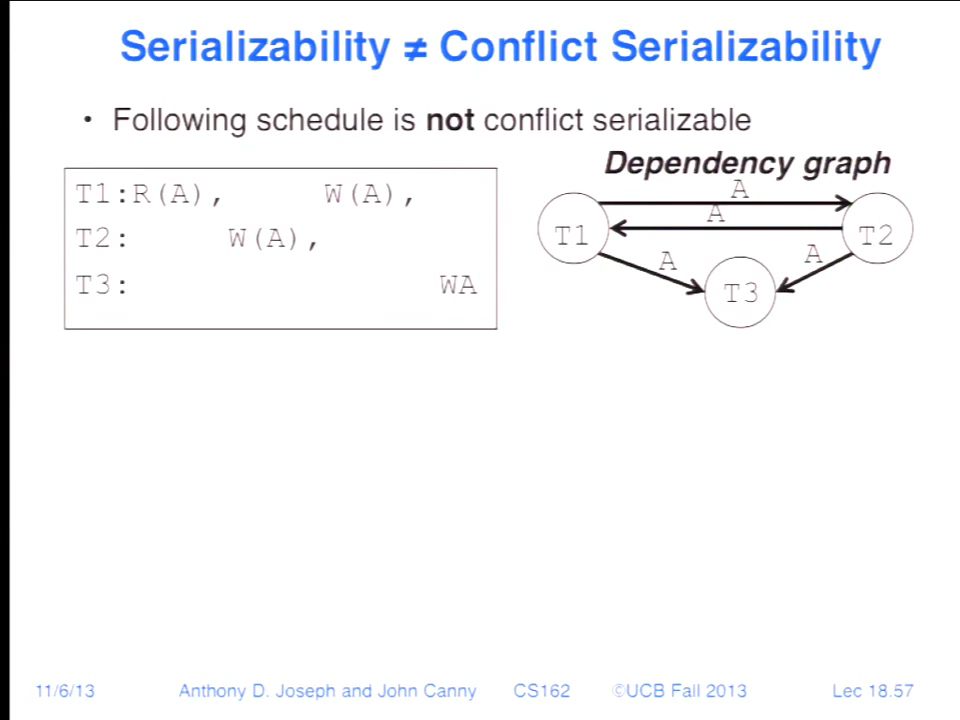 Serializability ≠ Conflict Serializability
• Following schedule is not conflict serializable
Dependency graph
T1:R(A), W(A),
T2: W(A),
T3: WA
A
A
T1
T2
A
A
T3
11/6/13 Anthony D. Joseph and John Canny CS162 ©UCB Fall 2013 Lec 18.57